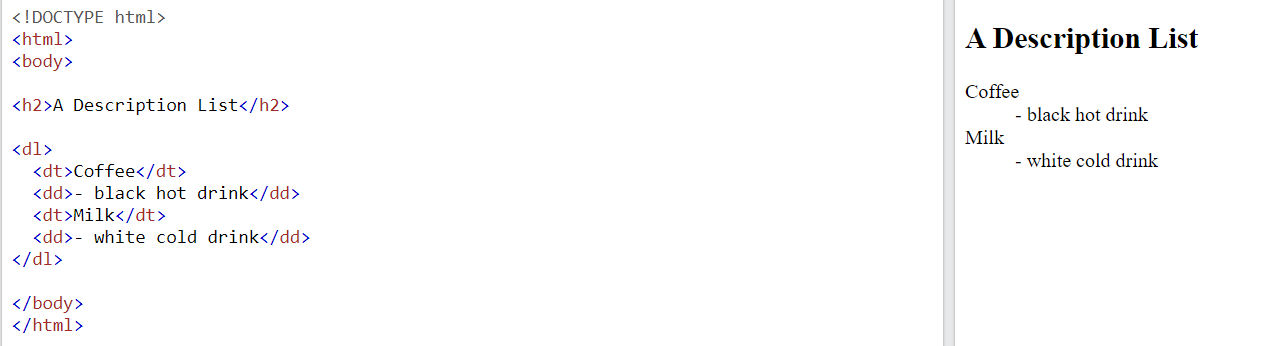 <!DOCTYPE html>
<html>
<body>
<h2>A Description List</h2>
<dl>
<dt>Coffee</dt>
<dd>- black hot drink</dd>
<dt>Milk</dt>
<dd>- white cold drink</dd>
</dl>
</body>
</html>
A Description List
Coffee
- black hot drink
Milk
- white cold drink